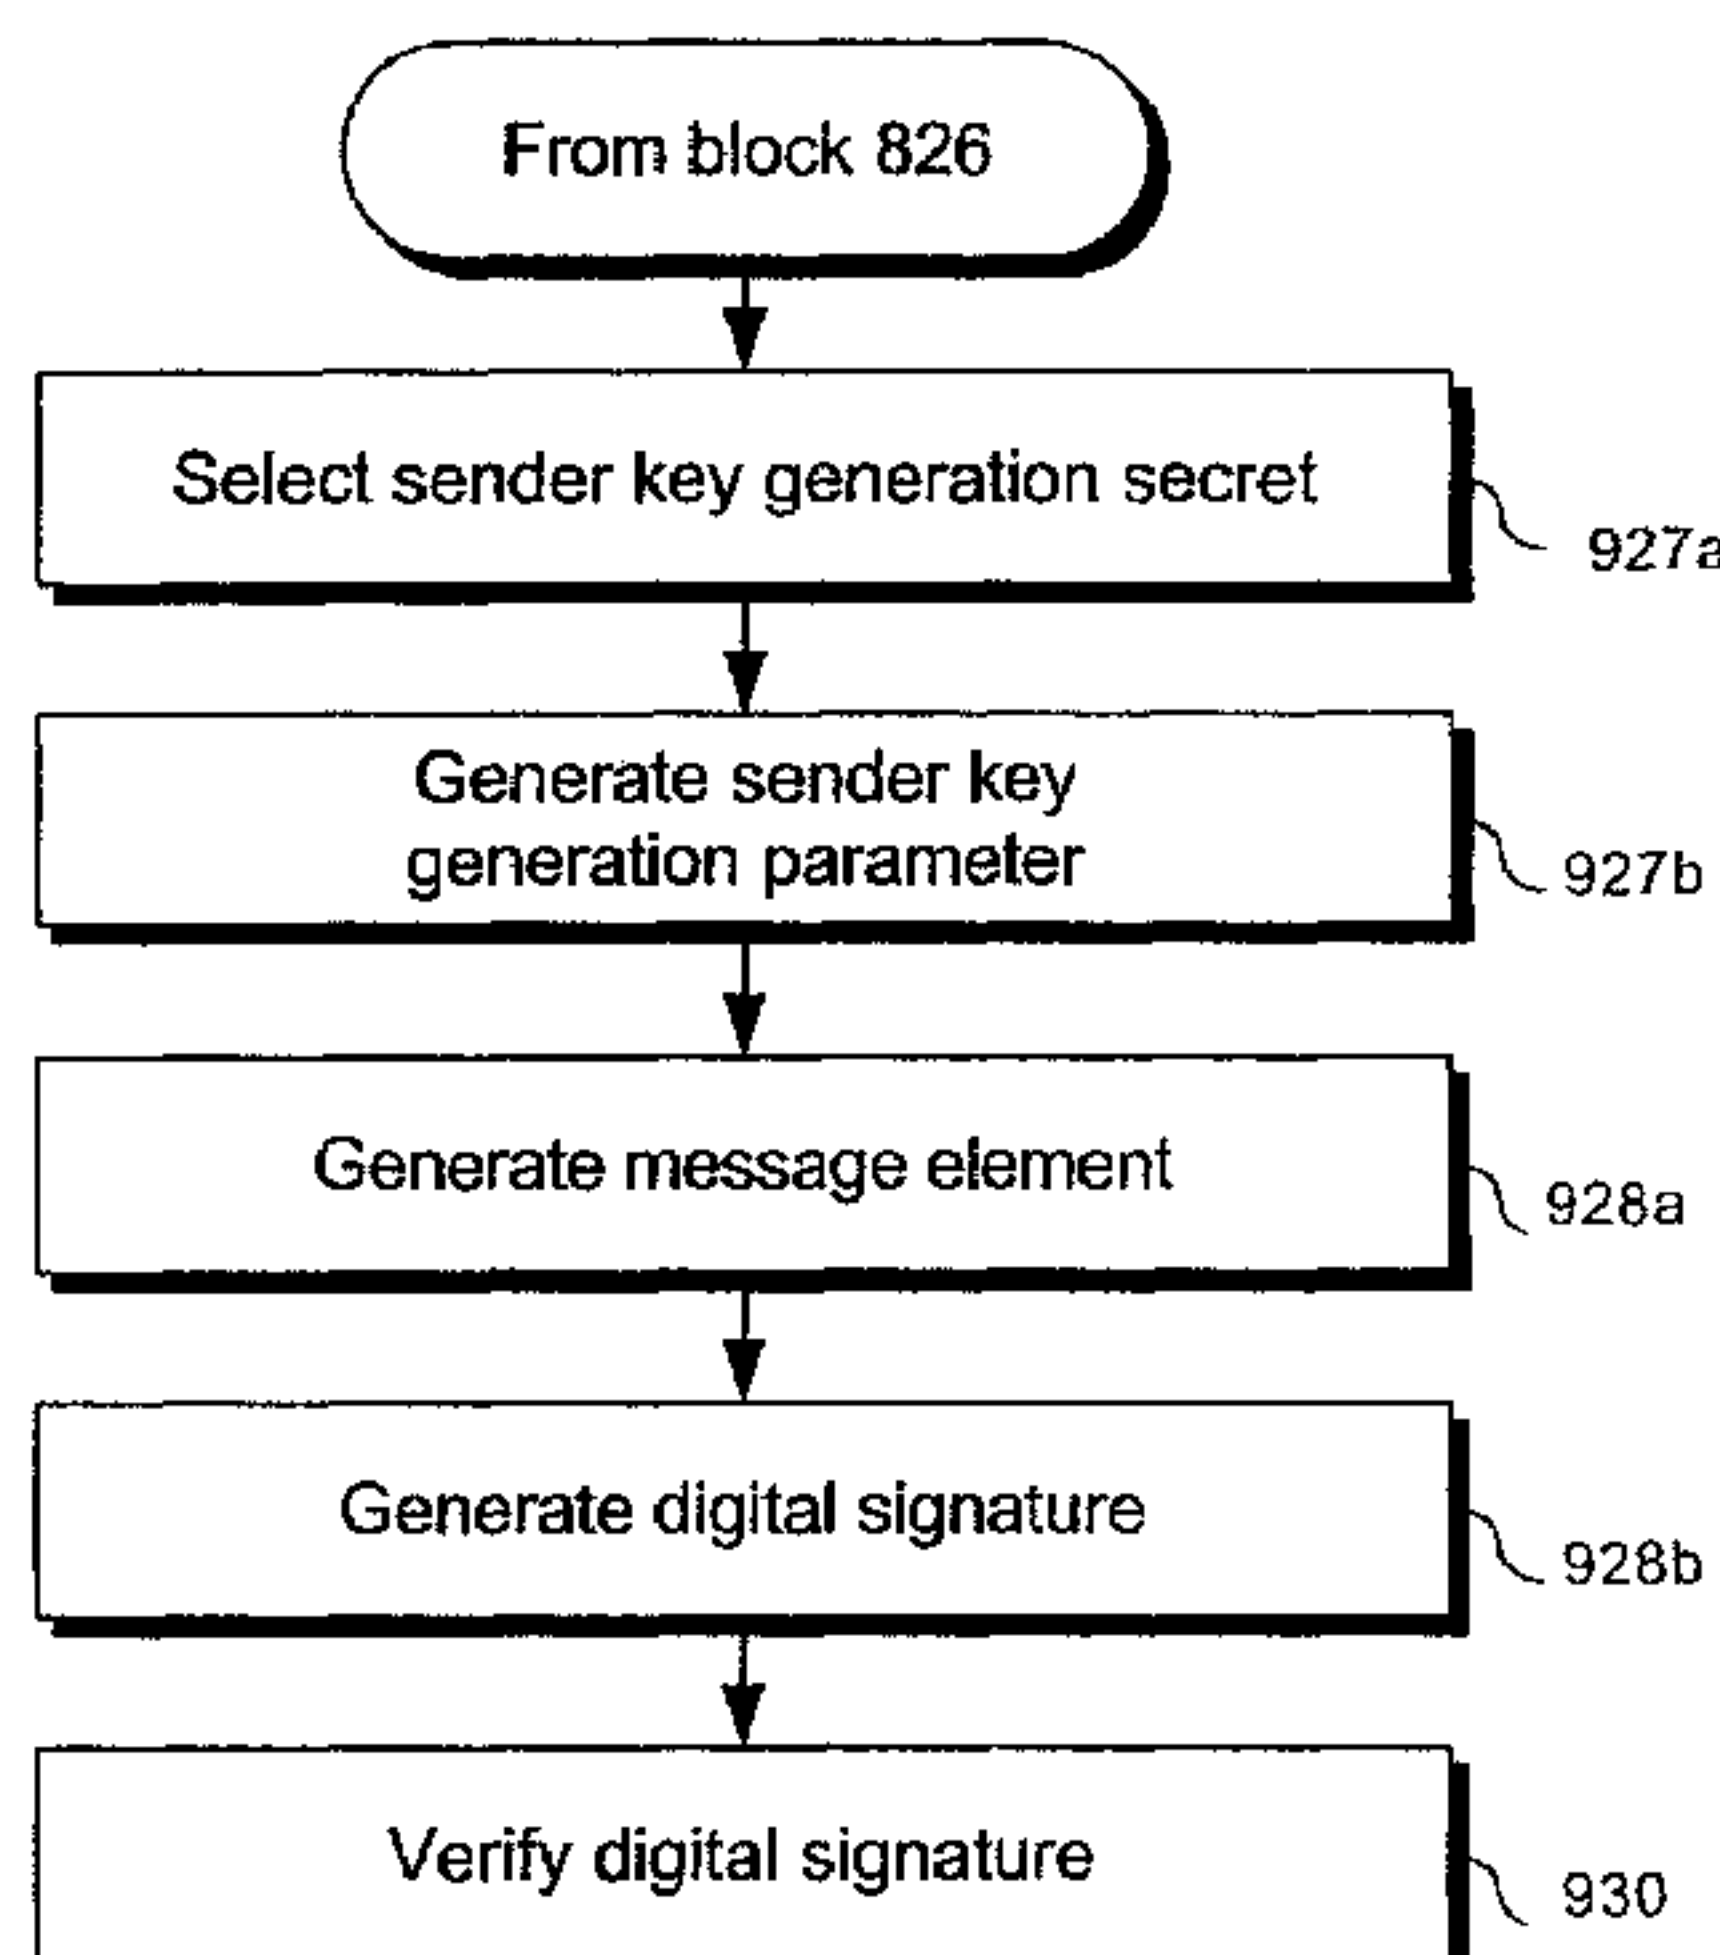 From block 826
Select sender key generation secret
927a
Generate sender key
generation parameter
927b
Generate message element
928a
Generate digital signature
928b
Verify digital signature
930